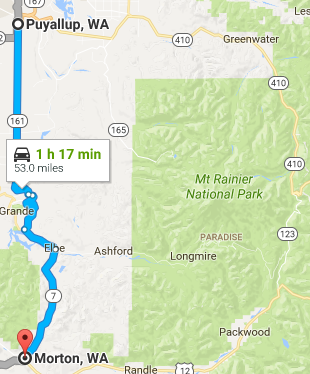 167
Puyallup, WA
410
Greenwater
Les
161
165
410
1 h 17 min
53.0 miles
Mt Rainier
National Park
Grande
123
PARADISE
Elbe
Ashford
Longmire
7
Packwood
Morton, WA
Randle
12